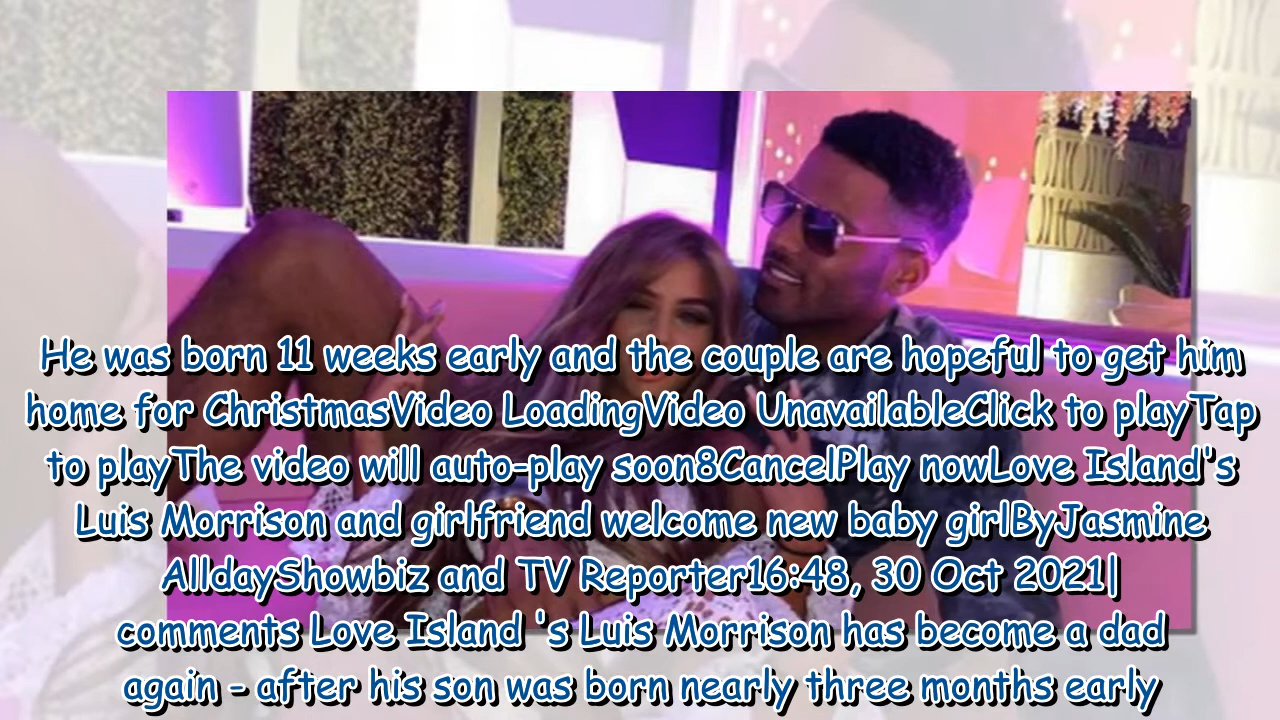 He was born 11 weeks early and the couple are hopeful to get him
home for ChristmasVideo LoadingVideo UnavailableClick to playTap
to playThe video will auto-play soon8CancelPlay nowLove Island's
Luis Morrison and girlfriend welcome new baby girlByJasmine
AlldayShowbiz and TV Reporter16:48, 30 Oct 2021|
comments Love Island 's Luis Morrison has become a dad
again - after his son was born nearly three months early